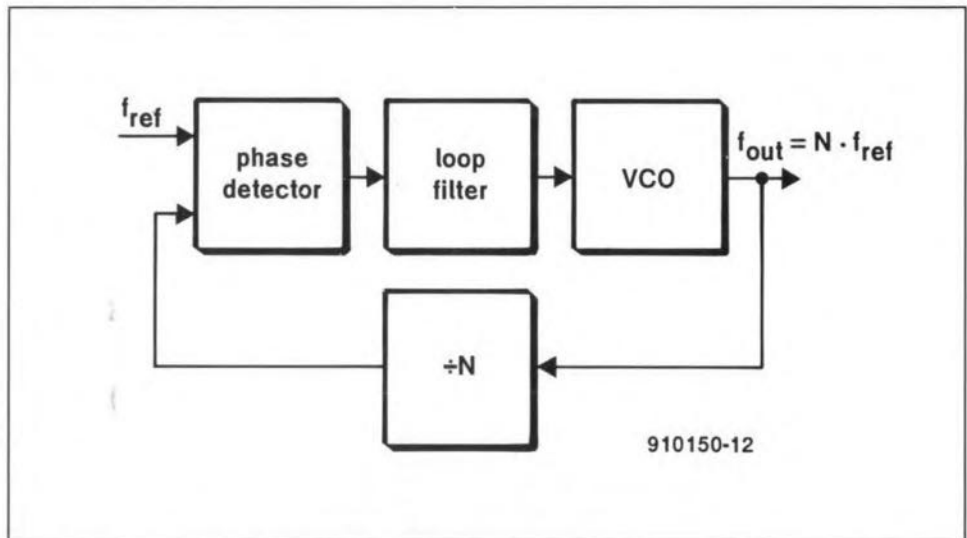 f_ref
phase
detector
loop
filter
VCO
f_out = N · f_ref
÷N
910150-12